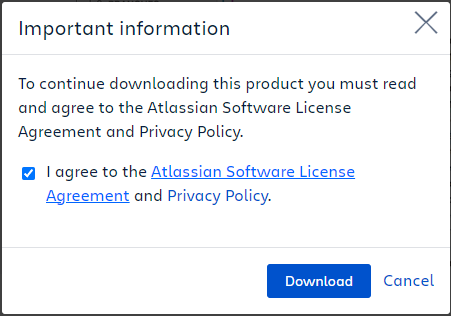 Important information
To continue downloading this product you must read
and agree to the Atlassian Software License
Agreement and Privacy Policy.
I agree to the Atlassian Software License
Agreement and Privacy Policy.
Download Cancel